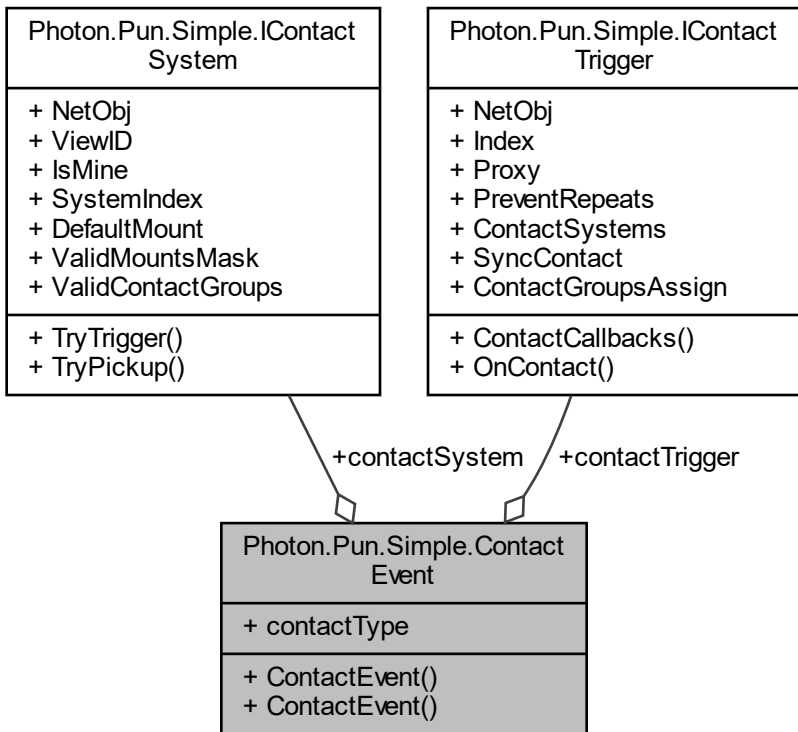 Photon.Pun.Simple.IContact
System
+ NetObj
+ ViewID
+ IsMine
+ SystemIndex
+ DefaultMount
+ ValidMountsMask
+ ValidContactGroups
+ TryTrigger()
+ TryPickup()
Photon.Pun.Simple.IContact
Trigger
+ NetObj
+ Index
+ Proxy
+ PreventRepeats
+ ContactSystems
+ SyncContact
+ ContactGroupsAssign
+ ContactCallbacks()
+ OnContact()
+contactSystem
+contactTrigger
Photon.Pun.Simple.Contact
Event
+ contactType
+ ContactEvent()
+ ContactEvent()